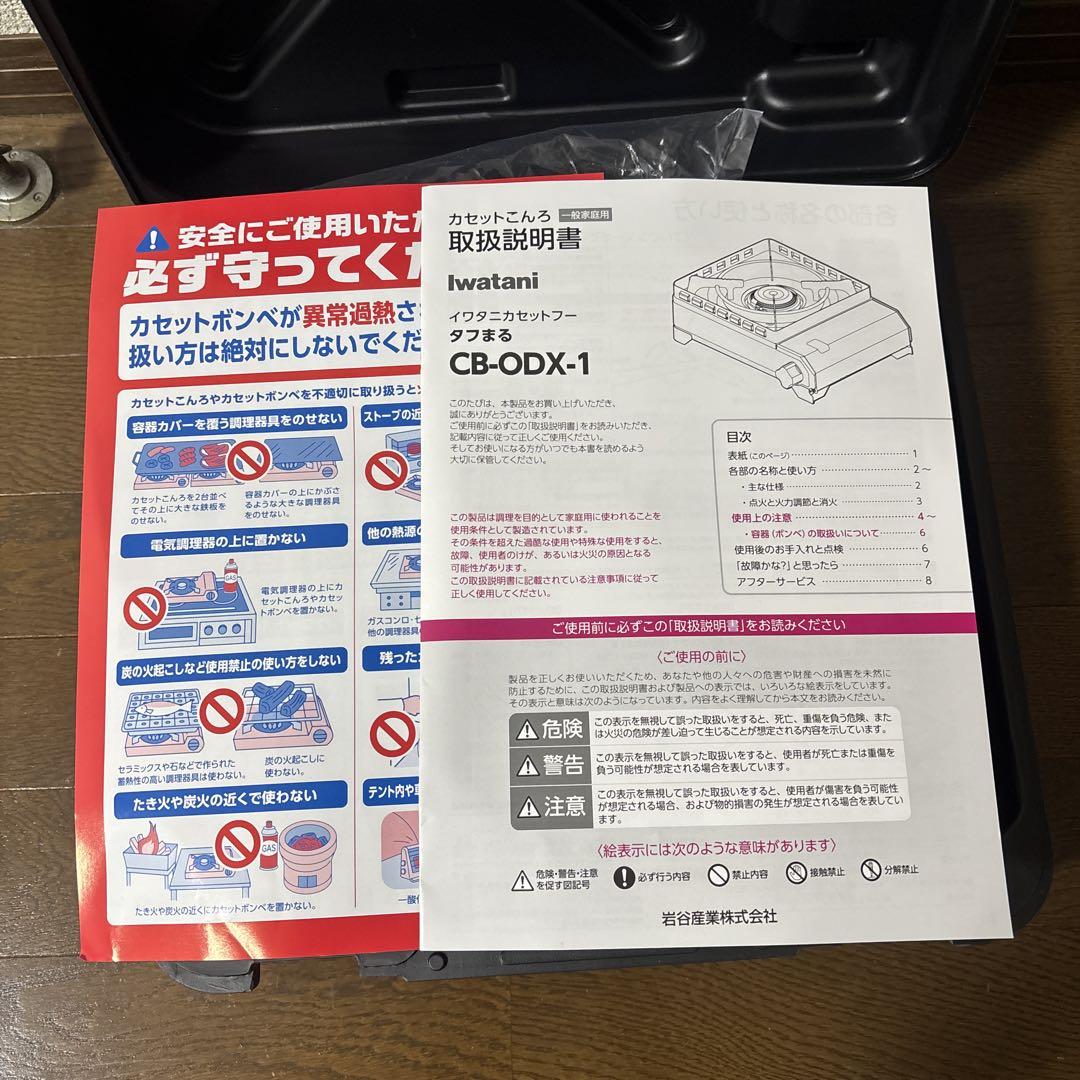 安全にご使用いただ
必ず守ってくだ
カセットボンベが異常過熱さ
扱い方は絶対にしないでくだ
カセットこんろやカセットボンベを不適切に取り扱うと
容器カバーを覆う調理器具をのせない
カセットこんろを2台並べ
てその上に大きな鉄板を
のせない。
容器カバーの上にかぶさ
るような大きな調理器具
をのせない。
ストーブの近
電気調理器の上に置かない
GAS
電気調理器の上にカ
セットこんろやカセッ
トボンベを置かない。
他の熱源の
ガスコンロ・セ
他の調理器具
炭の火起こしなど使用禁止の使い方をしない
セラミックスや石などで作られた
蓄熱性の高い調理器具は使わない。
炭の火起こしに
使わない。
残った
たき火や炭火の近くで使わない
GAS
たき火や炭火の近くにカセットボンベを置かない。
テント内や
一酸
カセットこんろ 一般家庭用
取扱説明書
Iwatani
イワタニカセットフー
タフまる
CB-ODX-1
このたびは、本製品をお買い上げいただき、
誠にありがとうございます。
ご使用前に必ずこの「取扱説明書」をお読みいただき、
記載内容に従って正しくご使用ください。
そしてお使いになる方がいつでも本書を読めるよう
大切に保管してください。
この製品は調理を目的として家庭用に使われることを
使用条件として製造されています。
その条件を超えた過酷な使用や特殊な使用をすると、
故障、使用者のけが、あるいは火災の原因となる
可能性があります。
この取扱説明書に記載されている注意事項に従って
正しく使用してください。
目次
表紙(このページ) 1
各部の名称と使い方 2～
・主な仕様 2
・点火と火力調節と消火 3
使用上の注意 4～
・容器(ボンベ)の取扱いについて 6
使用後のお手入れと点検 6
「故障かな?」と思ったら 7
アフターサービス 8
ご使用前に必ずこの「取扱説明書」をお読みください
〈ご使用の前に〉
製品を正しくお使いいただくため、あなたや他の人々への危害や財産への損害を未然に
防止するために、この取扱説明書および製品への表示では、いろいろな絵表示をしています。
その表示と意味は次のようになっています。内容をよく理解してから本文をお読みください。
危険 この表示を無視して誤った取扱いをすると、死亡、重傷を負う危険、また
は火災の危険が差し迫って生じることが想定される内容を示しています。
警告 この表示を無視して誤った取扱いをすると、使用者が死亡または重傷を
負う可能性が想定される場合を表しています。
注意 この表示を無視して誤った取扱いをすると、使用者が傷害を負う可能性
が想定される場合、および物的損害の発生が想定される場合を表してい
ます。
〈絵表示には次のような意味があります〉
危険・警告・注意
を促す図記号
必ず行う内容
禁止内容
接触禁止
分解禁止
岩谷産業株式会社